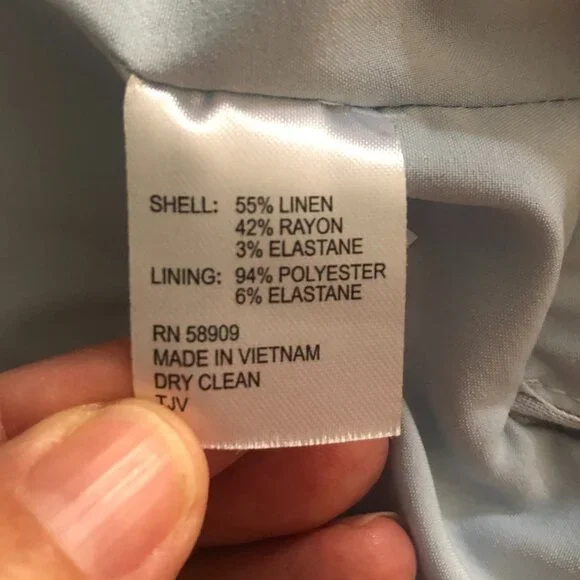 SHELL: 55% LINEN
42% RAYON
3% ELASTANE
LINING: 94% POLYESTER
6% ELASTANE
RN 58909
MADE IN VIETNAM
DRY CLEAN
TJV